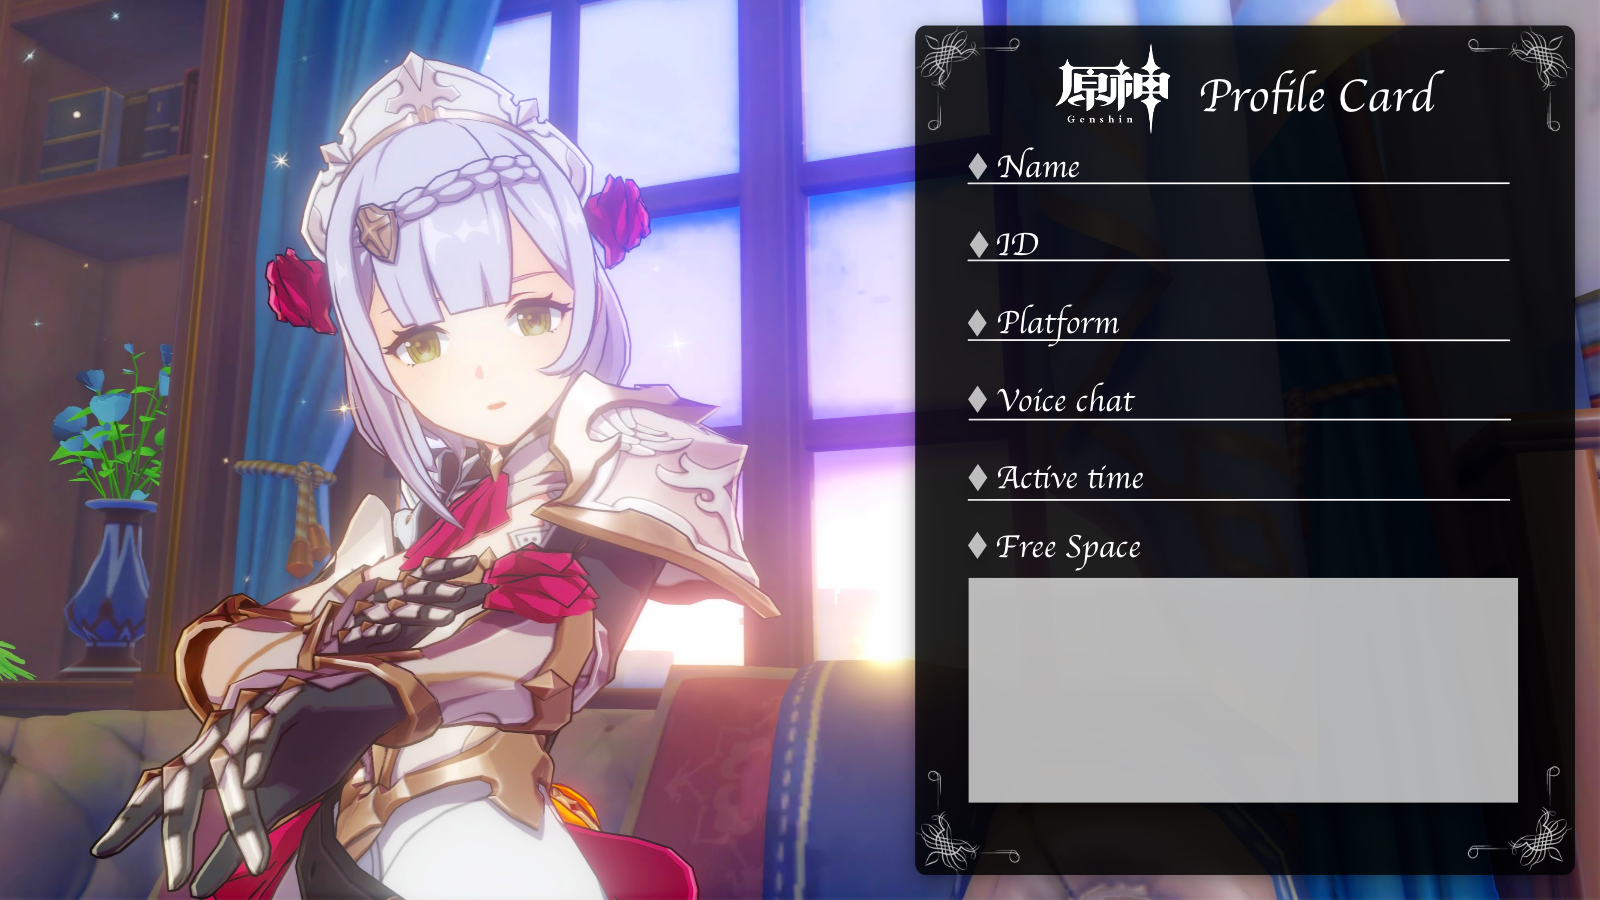 原神
Genshin
Profile Card
Name
ID
Platform
Voice chat
Active time
Free Space